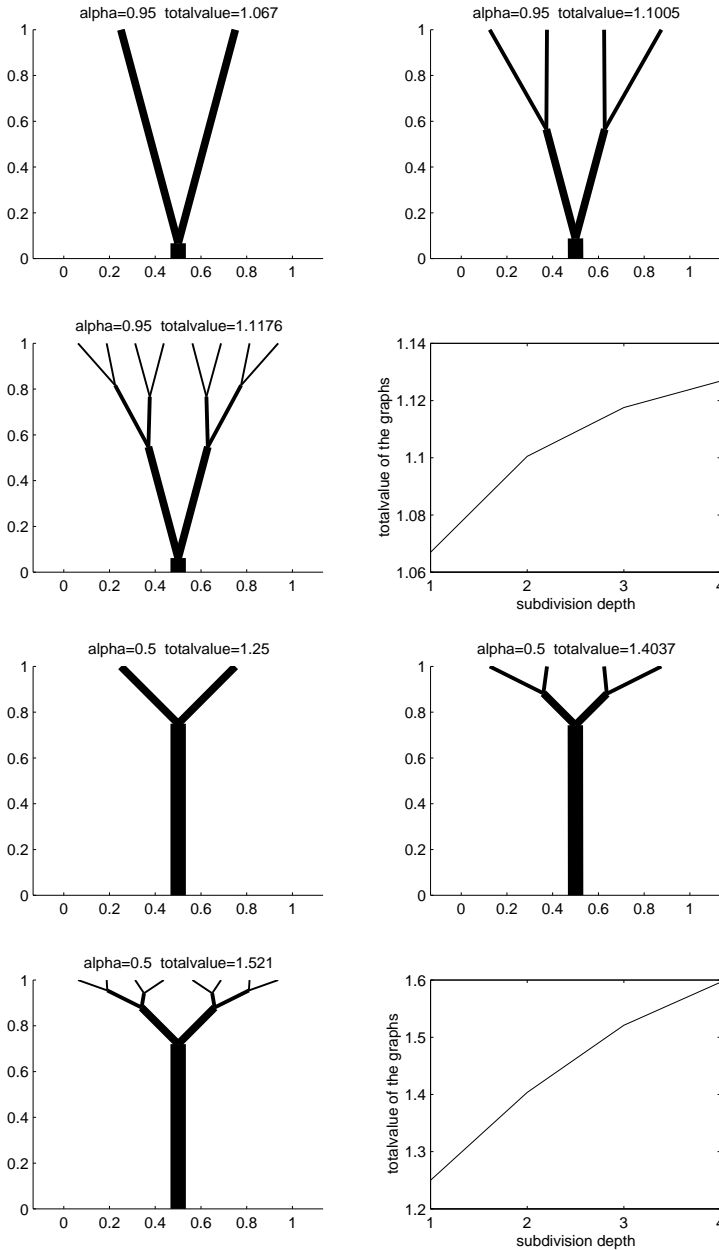 alpha=0.95 totalvalue=1.067
1
0.8
0.6
0.4
0.2
0
0 0.2 0.4 0.6 0.8 1
alpha=0.95 totalvalue=1.1005
1
0.8
0.6
0.4
0.2
0
0 0.2 0.4 0.6 0.8 1
alpha=0.95 totalvalue=1.1176
1
0.8
0.6
0.4
0.2
0
0 0.2 0.4 0.6 0.8 1
totalvalue of the graphs
1.14
1.12
1.1
1.08
1.06
1 2 3 4
subdivision depth
alpha=0.5 totalvalue=1.25
1
0.8
0.6
0.4
0.2
0
0 0.2 0.4 0.6 0.8 1
alpha=0.5 totalvalue=1.4037
1
0.8
0.6
0.4
0.2
0
0 0.2 0.4 0.6 0.8 1
alpha=0.5 totalvalue=1.521
1
0.8
0.6
0.4
0.2
0
0 0.2 0.4 0.6 0.8 1
totalvalue of the graphs
1.6
1.5
1.4
1.3
1.2
1 2 3 4
subdivision depth